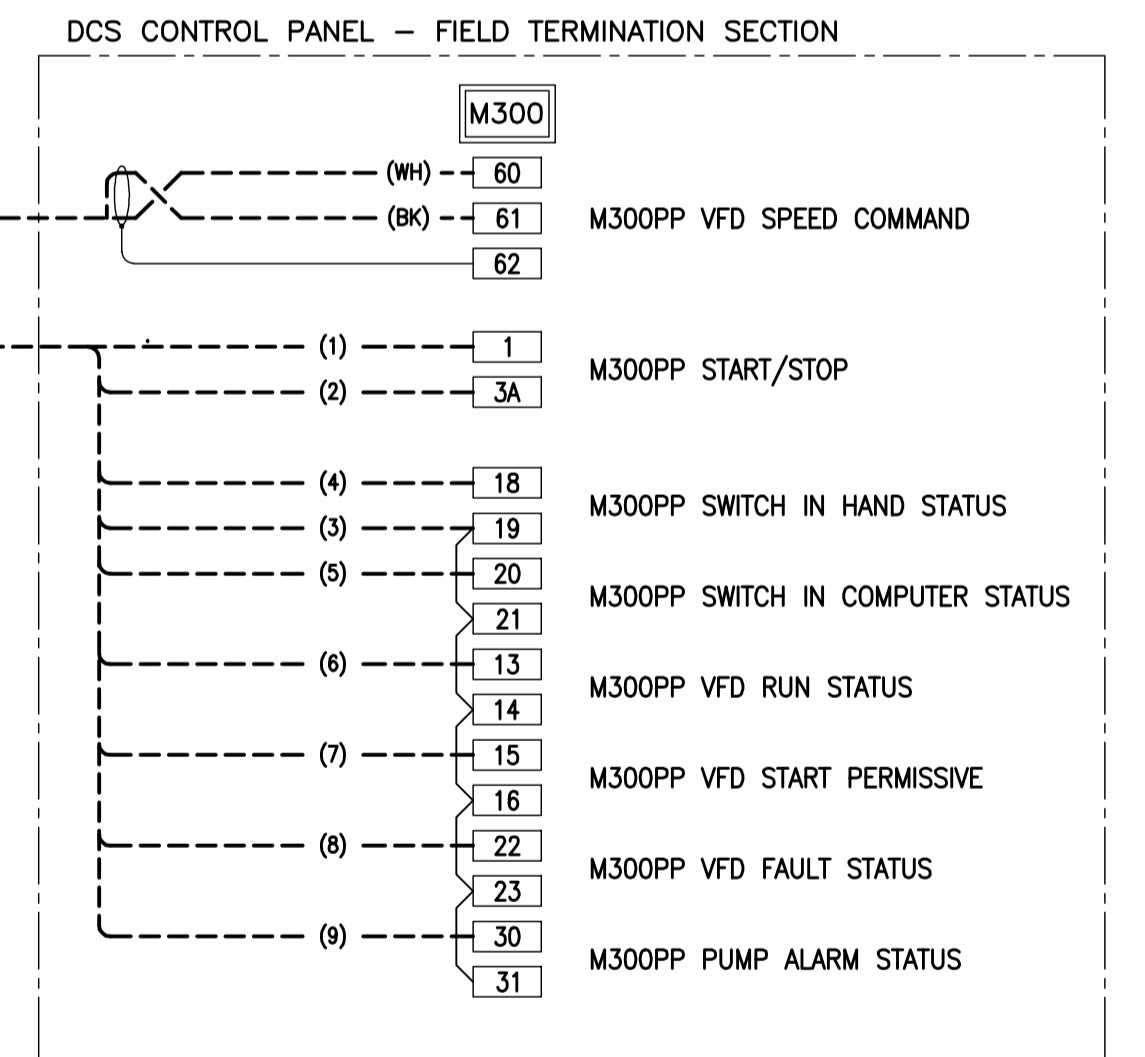 DCS CONTROL PANEL – FIELD TERMINATION SECTION
M300
(WH) 60
(BK) 61 M300PP VFD SPEED COMMAND
62
(1) 1
M300PP START/STOP
(2) 3A
(4) 18
M300PP SWITCH IN HAND STATUS
(3) 19
(5) 20
M300PP SWITCH IN COMPUTER STATUS
21
(6) 13
M300PP VFD RUN STATUS
14
(7) 15
M300PP VFD START PERMISSIVE
16
(8) 22
M300PP VFD FAULT STATUS
23
(9) 30
M300PP PUMP ALARM STATUS
31